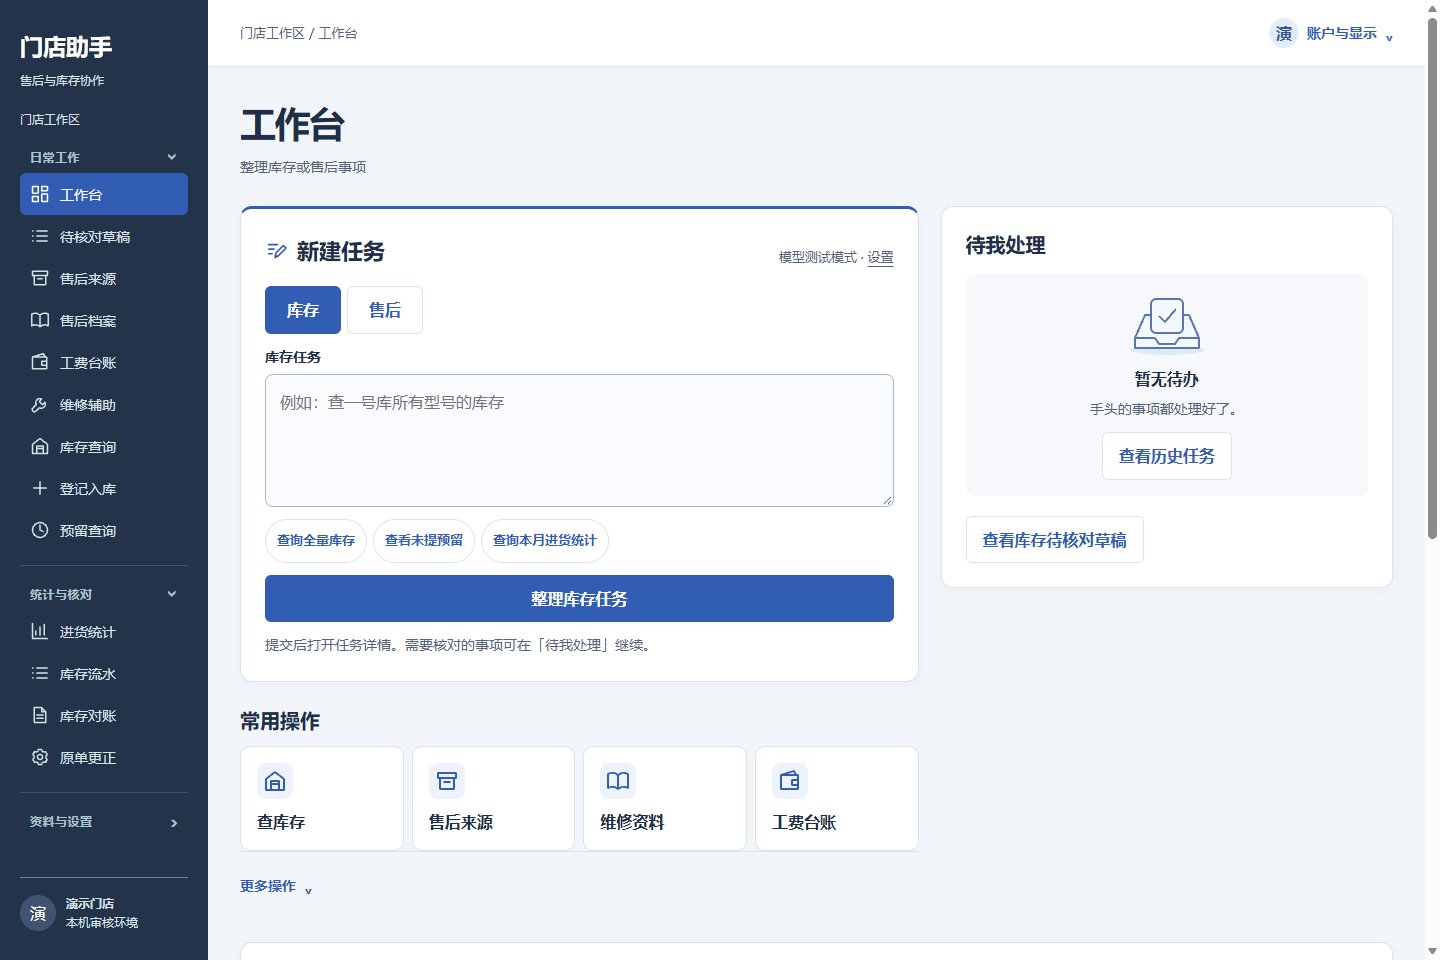 门店助手
售后与库存协作
门店工作区
日常工作
工作台
待核对草稿
售后来源
售后档案
工费台账
维修辅助
库存查询
登记入库
预留查询
统计与核对
进货统计
库存流水
库存对账
原单更正
资料与设置
演
演示门店
本机审核环境
门店工作区 / 工作台
演 账户与显示
工作台
整理库存或售后事项
新建任务
模型测试模式 · 设置
库存 售后
库存任务
例如：查一号库所有型号的库存
查询全量库存 查看未提预留 查询本月进货统计
整理库存任务
提交后打开任务详情。需要核对的事项可在「待我处理」继续。
待我处理
暂无待办
手头的事项都处理好了。
查看历史任务
查看库存待核对草稿
常用操作
查库存 售后来源 维修资料 工费台账
更多操作